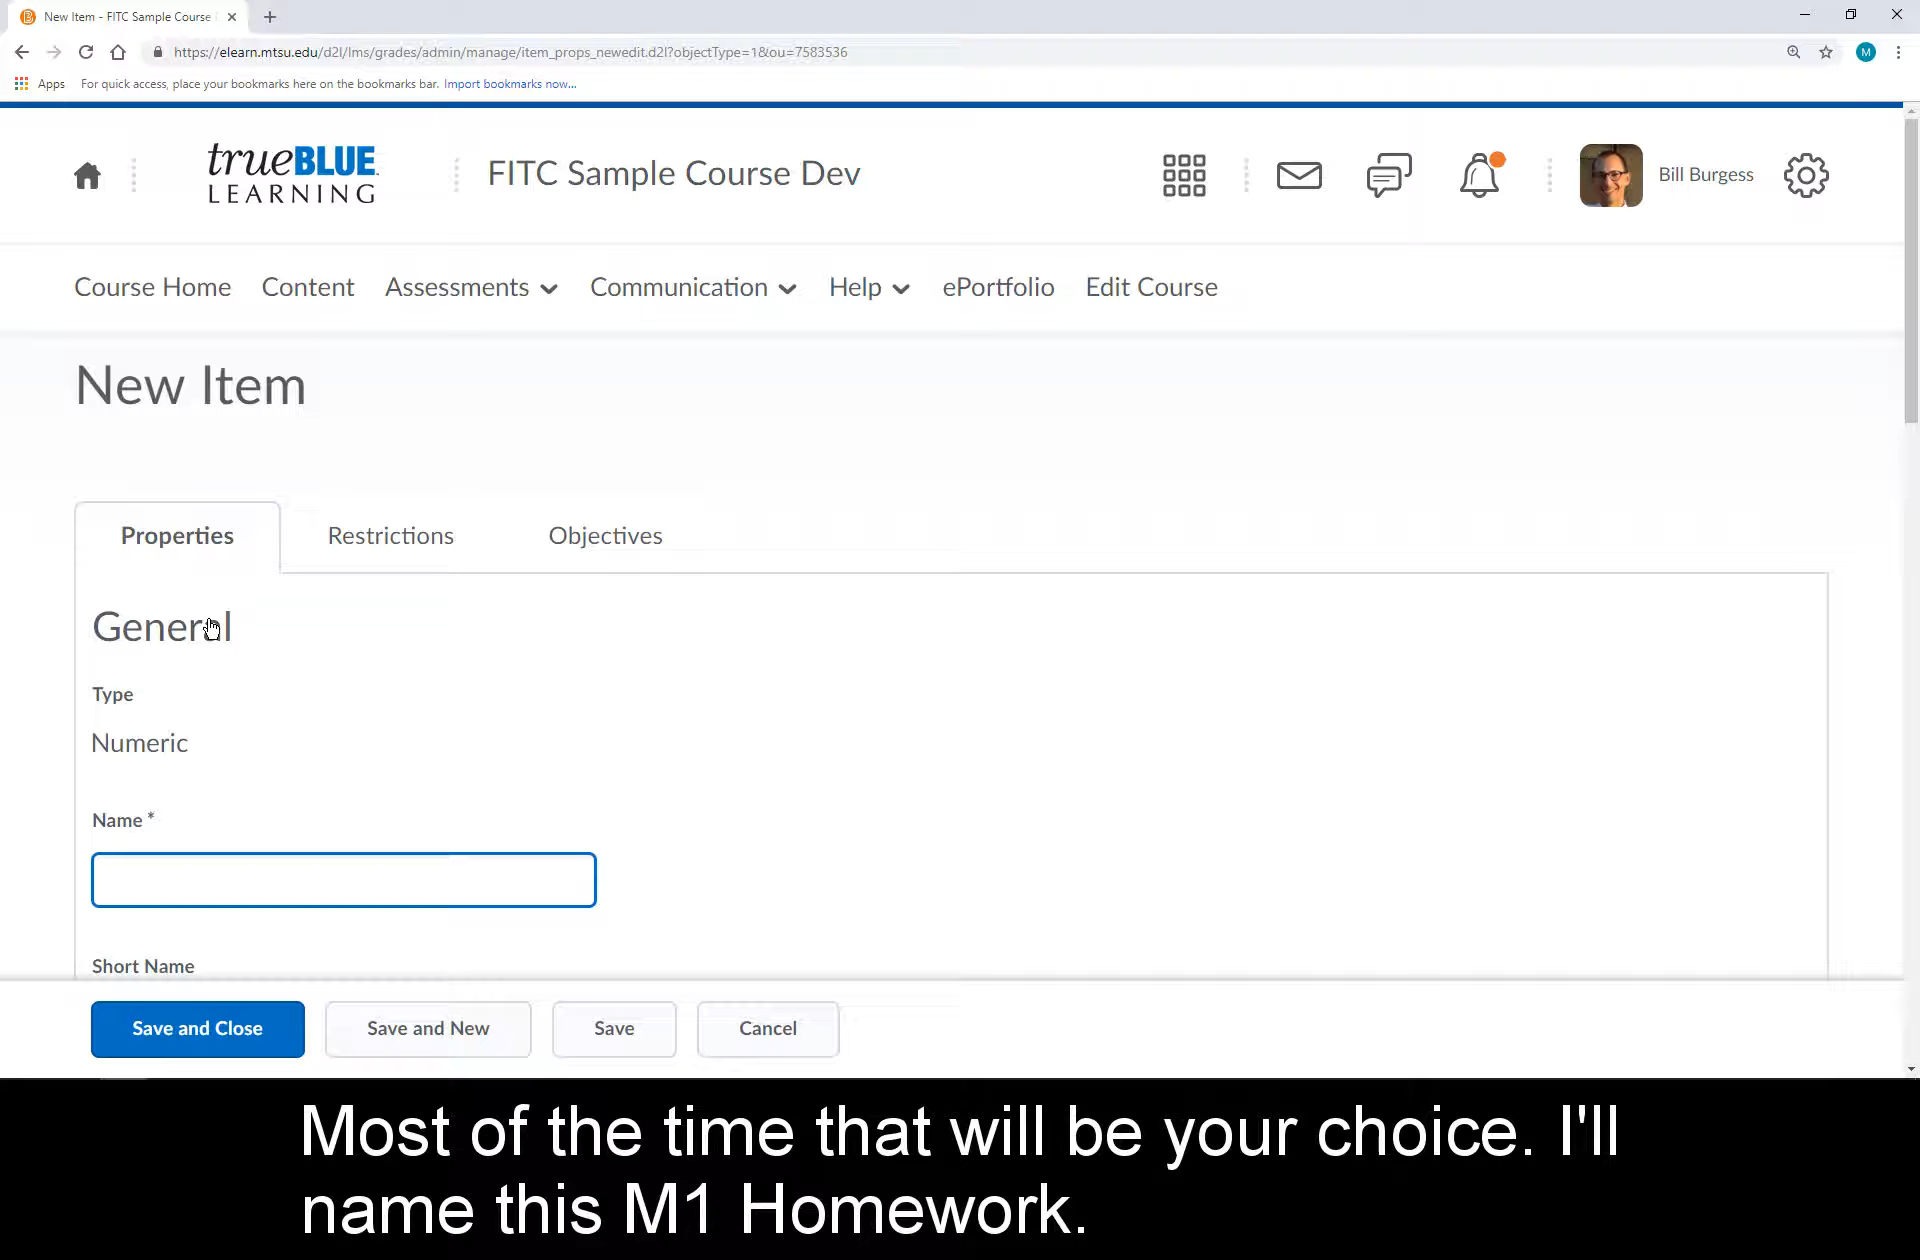 New Item - FITC Sample Course
https://elearn.mtsu.edu/d2l/lms/grades/admin/manage/item_props_newedit.d2l?objectType=1&ou=7583536
M
Apps For quick access, place your bookmarks here on the bookmarks bar. Import bookmarks now...
trueBLUE
LEARNING
FITC Sample Course Dev
Bill Burgess
Course Home Content Assessments Communication Help ePortfolio Edit Course
New Item
Properties Restrictions Objectives
General
Type
Numeric
Name *
Short Name
Save and Close Save and New Save Cancel
Most of the time that will be your choice. I'll
name this M1 Homework.